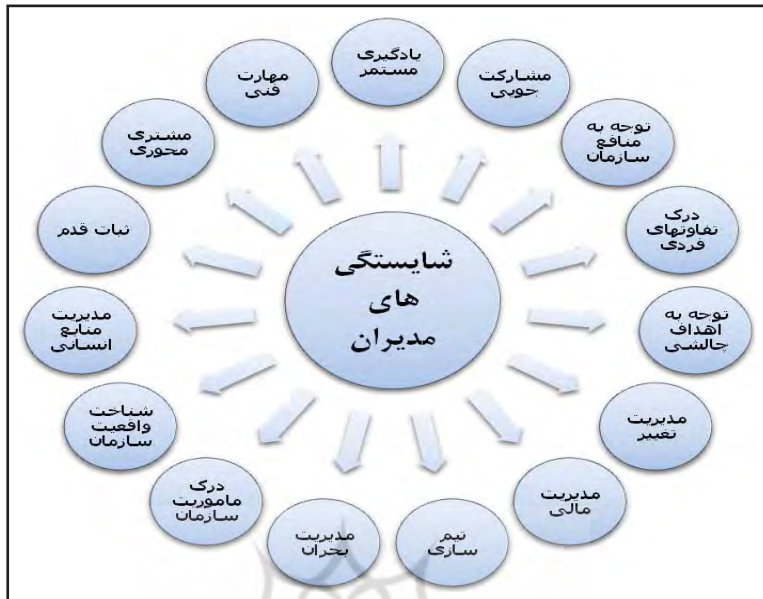 شایستگی
های
مدیران
یادگیری
مستمر
مشارکت
جویی
توجه به
منافع
سازمان
درک
تفاوتهای
فردی
توجه به
اهداف
چالشی
مدیریت
تغییر
مدیریت
مالی
تیم
سازی
مدیریت
بحران
درک
ماموریت
سازمان
شناخت
واقعیت
سازمان
مدیریت
منابع
انسانی
ثبات قدم
مشتری
محوری
مهارت
فنی